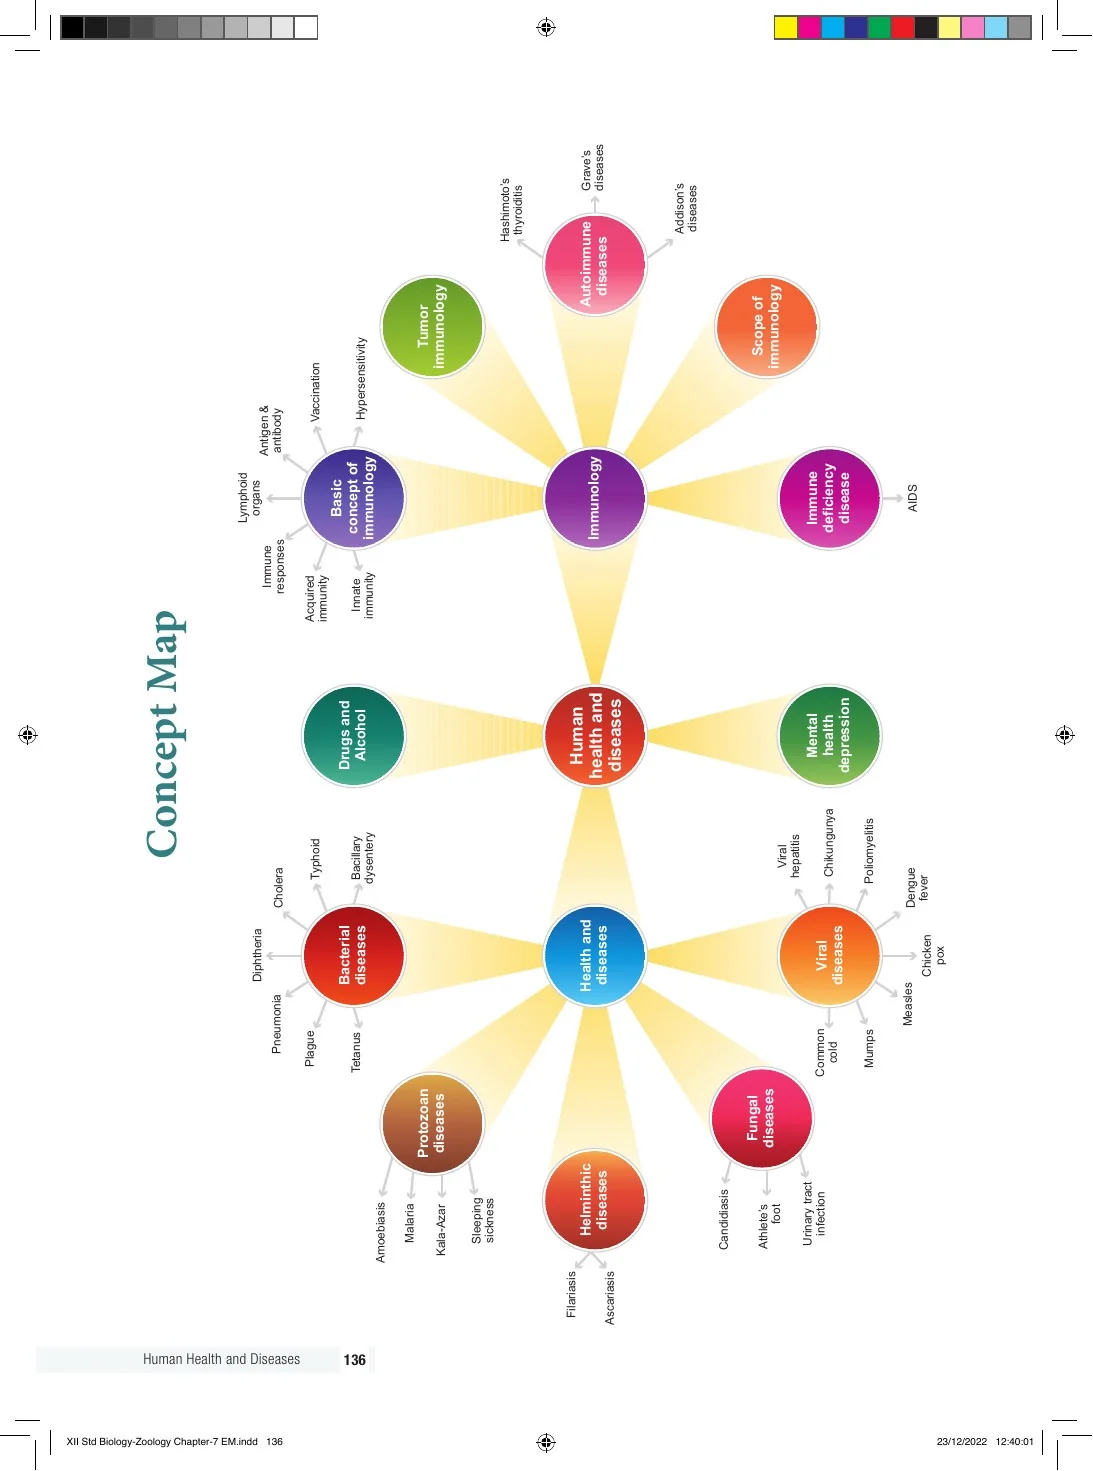 Concept Map
Hashimoto's
thyroiditis
Grave's
diseases
Addison's
diseases
Autoimmune
diseases
Tumor
immunology
Scope of
immunology
Hypersensitivity
Vaccination
Antigen &
antibody
Lymphoid
organs
Immune
responses
Acquired
immunity
Innate
immunity
Basic
concept of
immunology
Immunology
Immune
deficiency
disease
AIDS
Drugs and
Alcohol
Human
health and
diseases
Mental
health
depression
Bacillary
dysentery
Typhoid
Cholera
Diphtheria
Pneumonia
Plague
Tetanus
Bacterial
diseases
Health and
diseases
Viral
diseases
Viral
hepatitis
Chikungunya
Poliomyelitis
Dengue
fever
Chicken
pox
Measles
Mumps
Common
cold
Protozoan
diseases
Amoebiasis
Malaria
Kala-Azar
Sleeping
sickness
Helminthic
diseases
Filariasis
Ascariasis
Fungal
diseases
Candidiasis
Athlete's
foot
Urinary tract
infection
Human Health and Diseases 136
XII Std Biology-Zoology Chapter-7 EM.indd 136
23/12/2022 12:40:01